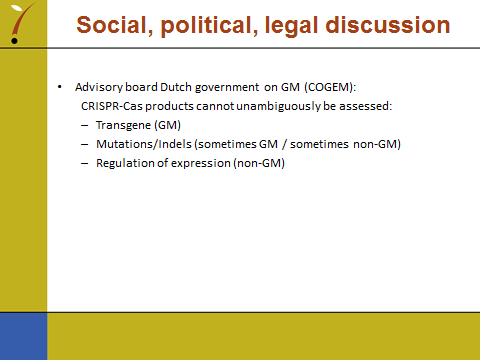 Social, political, legal discussion
• Advisory board Dutch government on GM (COGEM):
CRISPR-Cas products cannot unambiguously be assessed:
– Transgene (GM)
– Mutations/Indels (sometimes GM / sometimes non-GM)
– Regulation of expression (non-GM)